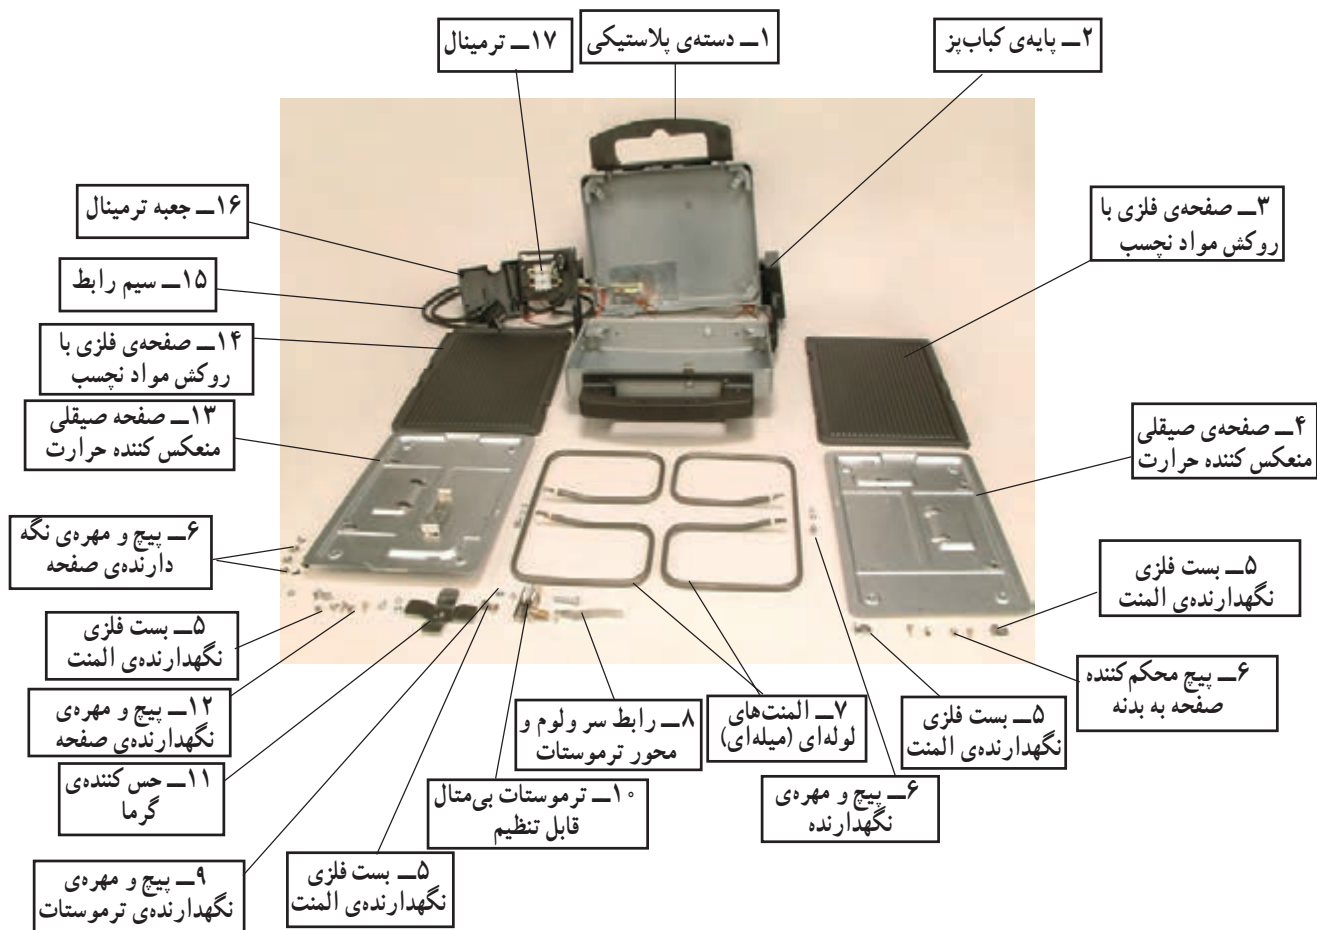 ۱ــ دسته‌ی پلاستیکی
۲ــ پایه‌ی کباب‌پز
۳ــ صفحه‌ی فلزی با
روکش مواد نچسب
۴ــ صفحه‌ی صیقلی
منعکس کننده حرارت
۵ــ بست فلزی
نگهدارنده‌ی المنت
۶ــ پیچ محکم‌کننده
صفحه به بدنه
۵ــ بست فلزی
نگهدارنده‌ی المنت
۶ــ پیچ و مهره‌ی
نگهدارنده
۷ــ المنت‌های
لوله‌ای (میله‌ای)
۸ــ رابط سر ولوم و
محور ترموستات
۱۰ــ ترموستات بی‌متال
قابل تنظیم
۵ــ بست فلزی
نگهدارنده‌ی المنت
۹ــ پیچ و مهره‌ی
نگهدارنده‌ی ترموستات
۱۱ــ حس کننده‌ی
گرما
۱۲ــ پیچ و مهره‌ی
نگهدارنده‌ی صفحه
۵ــ بست فلزی
نگهدارنده‌ی المنت
۶ــ پیچ و مهره‌ی نگه
دارنده‌ی صفحه
۱۳ــ صفحه صیقلی
منعکس کننده حرارت
۱۴ــ صفحه‌ی فلزی با
روکش مواد نچسب
۱۵ــ سیم رابط
۱۶ــ جعبه ترمینال
۱۷ــ ترمینال